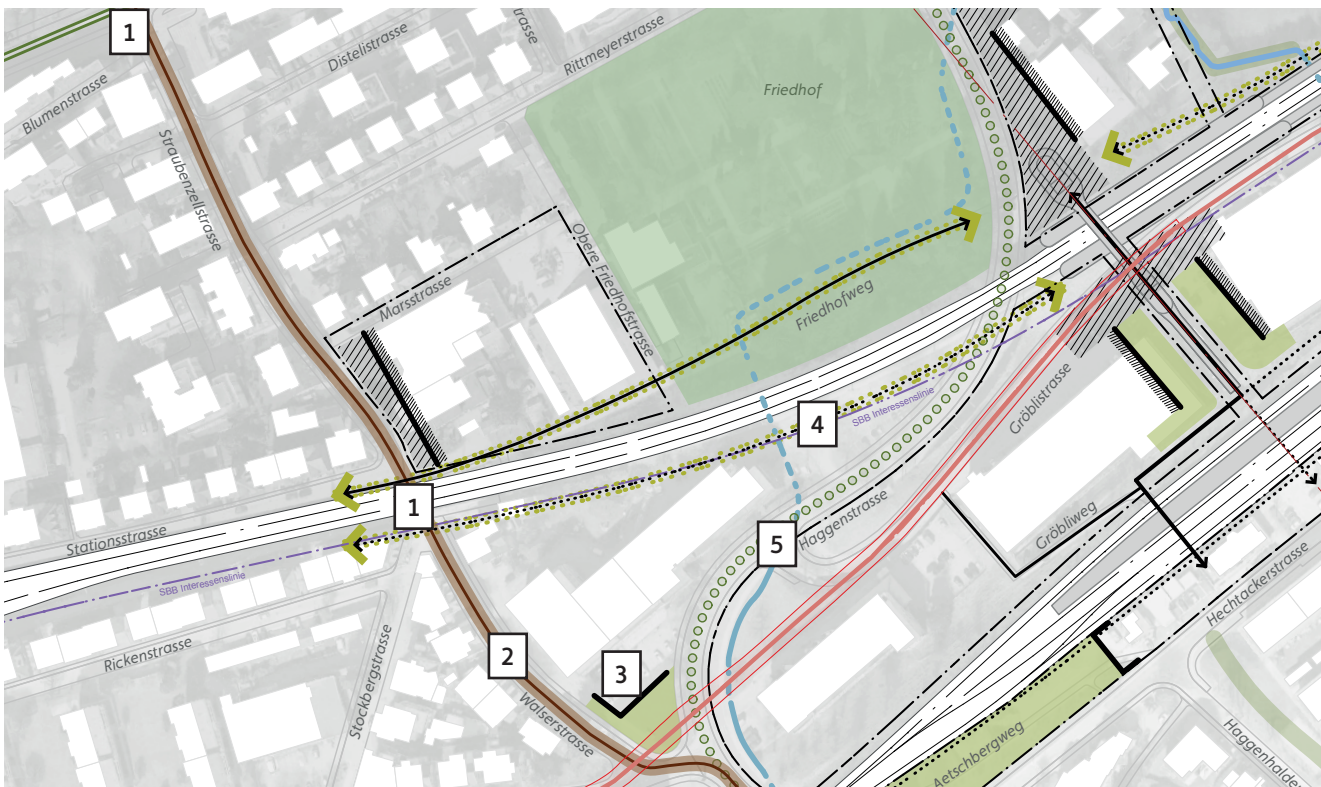 1
Distelistrasse
trasse
Rittmeyerstrasse
Blumenstrasse
Friedhof
Straubenzellstrasse
Marsstrasse
Obere Friedhofstrasse
Friedhofweg
SBB Interessenslinie
4
Gröblistrasse
1
Stationsstrasse
SBB Interessenslinie
Haggenstrasse
5
Gröbliweg
Hechtackerstrasse
Rickenstrasse
Stockbergstrasse
2
3
Walserstrasse
Aetschbergweg
Haggenhalde